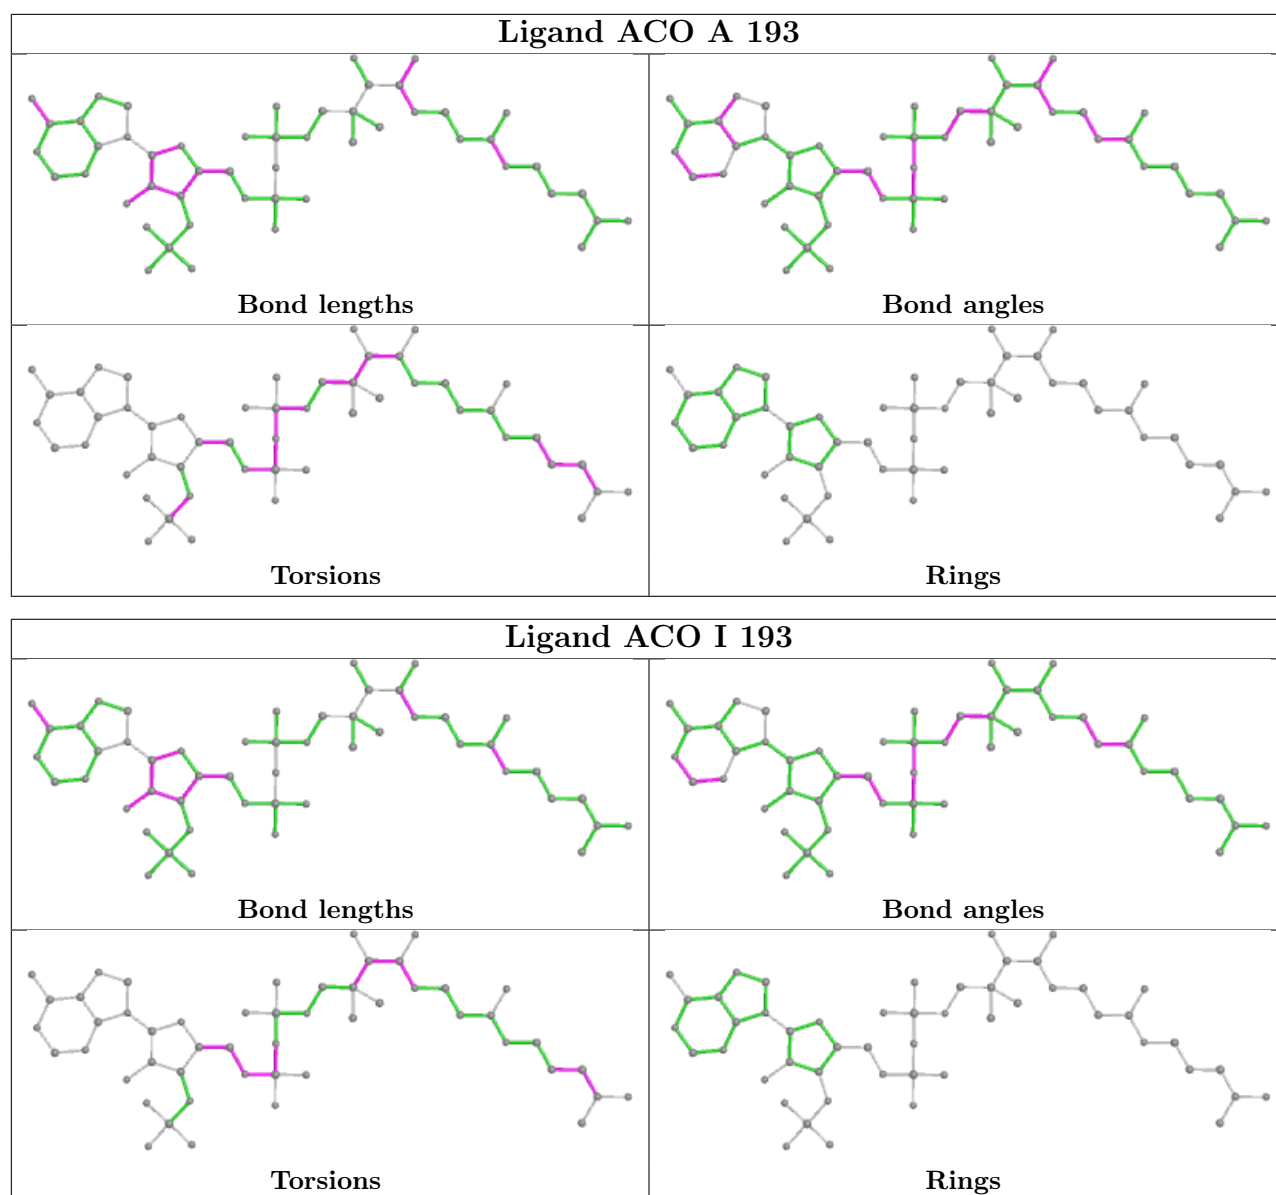 Ligand ACO A 193
Bond lengths
Bond angles
Torsions
Rings
Ligand ACO I 193
Bond lengths
Bond angles
Torsions
Rings